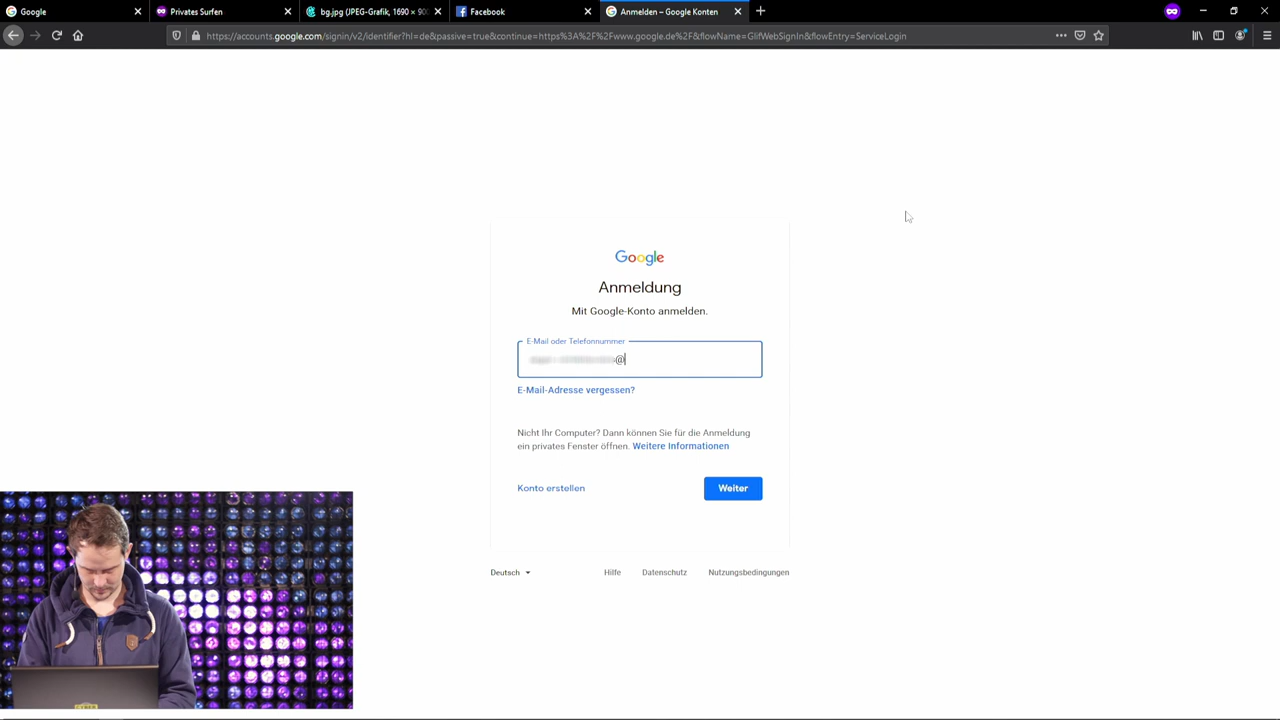 Google
Privates Surfen
bg.jpg (JPEG-Grafik, 1690 × 90
Facebook
Anmelden – Google Konten
https://accounts.google.com/signin/v2/identifier?hl=de&passive=true&continue=https%3A%2F%2Fwww.google.de%2F&flowName=GlifWebSignIn&flowEntry=ServiceLogin
Google
Anmeldung
Mit Google-Konto anmelden.
E-Mail oder Telefonnummer
@
E-Mail-Adresse vergessen?
Nicht Ihr Computer? Dann können Sie für die Anmeldung
ein privates Fenster öffnen. Weitere Informationen
Konto erstellen
Weiter
Deutsch
Hilfe
Datenschutz
Nutzungsbedingungen